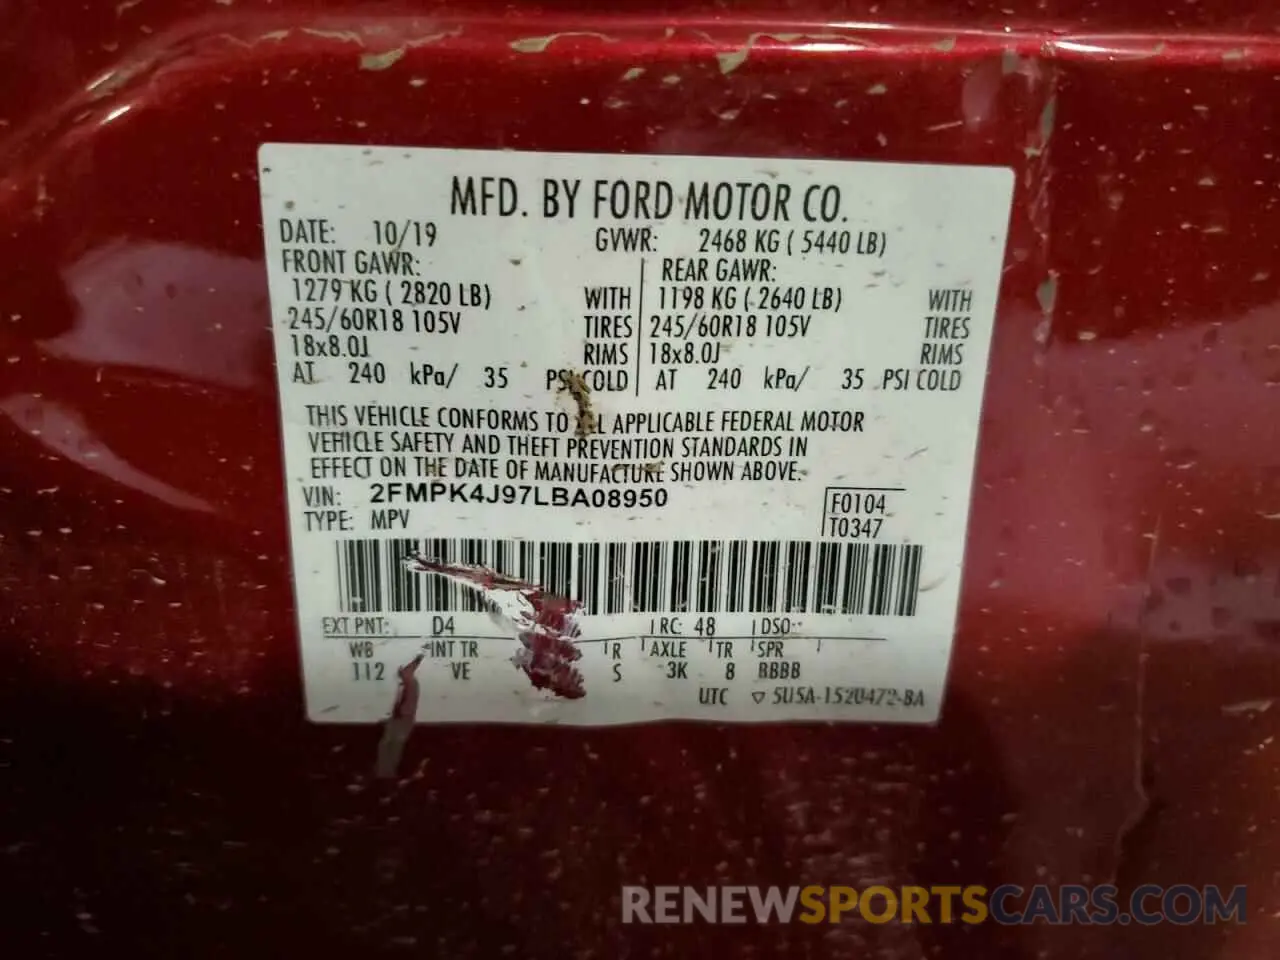 MFD. BY FORD MOTOR CO.
DATE: 10/19 GVWR: 2468 KG ( 5440 LB)
FRONT GAWR: REAR GAWR:
1279 KG ( 2820 LB) WITH 1198 KG ( 2640 LB) WITH
245/60R18 105V TIRES 245/60R18 105V TIRES
18x8.0J RIMS 18x8.0J RIMS
AT 240 kPa/ 35 PSI COLD AT 240 kPa/ 35 PSI COLD
THIS VEHICLE CONFORMS TO ALL APPLICABLE FEDERAL MOTOR
VEHICLE SAFETY AND THEFT PREVENTION STANDARDS IN
EFFECT ON THE DATE OF MANUFACTURE SHOWN ABOVE.
VIN: 2FMPK4J97LBA08950 F0104
TYPE: MPV T0347
EXT PNT: D4 RC: 48 DSO:
WB INT TR R AXLE TR SPR
112 VE S 3K 8 BBBB
UTC ▽ 5U5A-1520472-BA
RENEWSPORTSCARS.COM